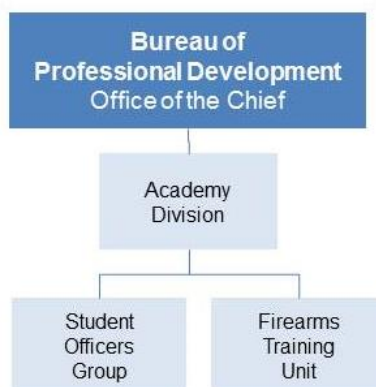 Bureau of
Professional Development
Office of the Chief
Academy
Division
Student
Officers
Group
Firearms
Training
Unit